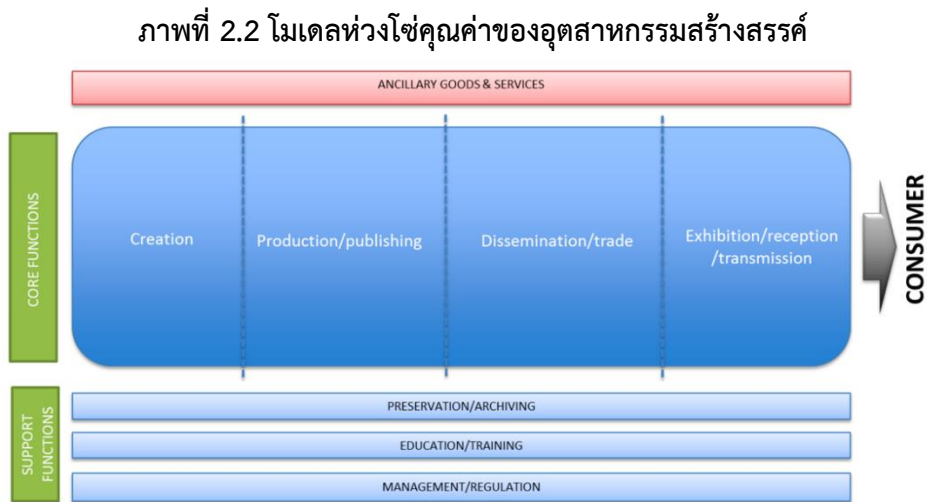 ภาพที่ 2.2 โมเดลห่วงโซ่คุณค่าของอุตสาหกรรมสร้างสรรค์
ANCILLARY GOODS & SERVICES
CORE FUNCTIONS
Creation
Production/publishing
Dissemination/trade
Exhibition/reception
/transmission
CONSUMER
SUPPORT
FUNCTIONS
PRESERVATION/ARCHIVING
EDUCATION/TRAINING
MANAGEMENT/REGULATION